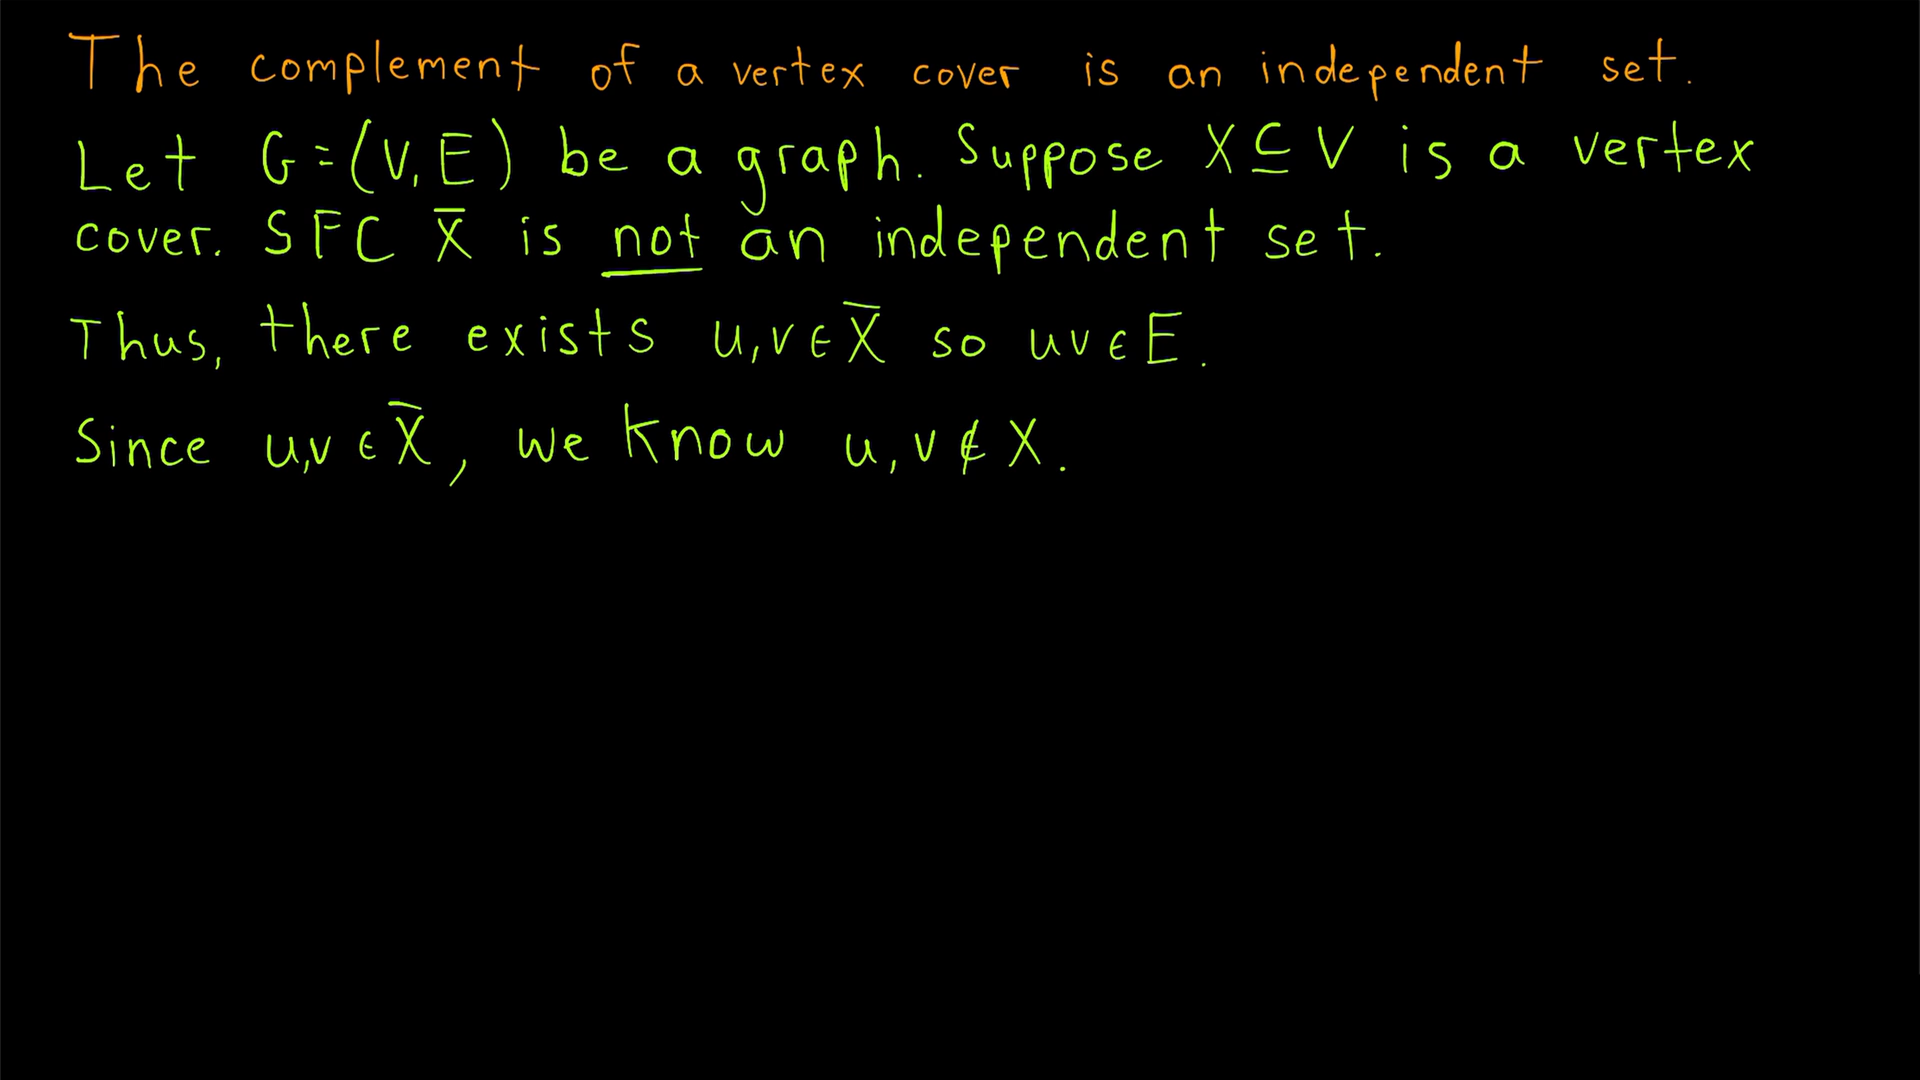 The complement of a vertex cover is an independent set.
Let G=(V,E) be a graph. Suppose X⊆V is a vertex
cover. SFC X̅ is not an independent set.
Thus, there exists u,v∈X̅ so uv∈E.
Since u,v∈X̅, we know u,v∉X.